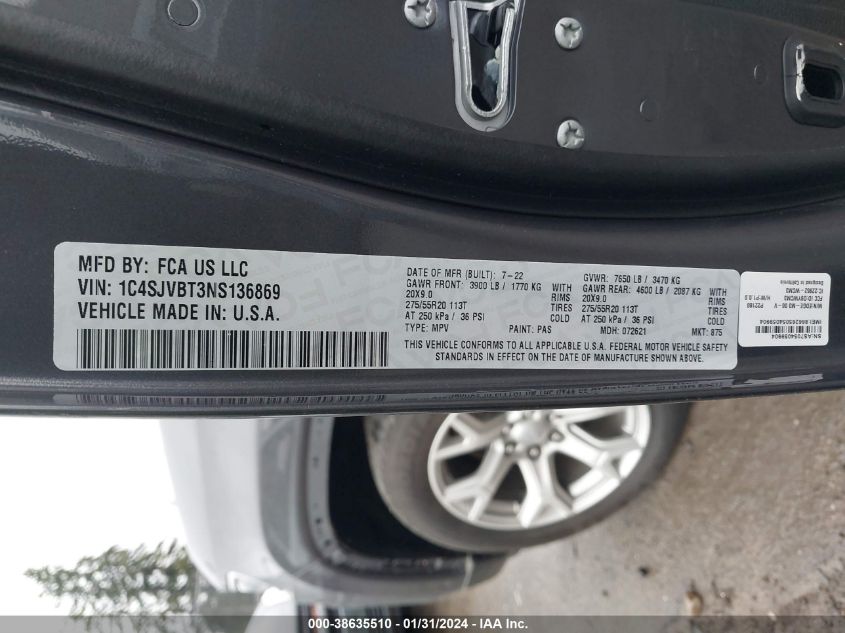 MFD BY: FCA US LLC
VIN: 1C4SJVBT3NS136869
VEHICLE MADE IN: U.S.A.
DATE OF MFR (BUILT): 7-22 GVWR: 7650 LB / 3470 KG
GAWR FRONT: 3900 LB / 1770 KG WITH GAWR REAR: 4600 LB / 2087 KG WITH
20X9.0 RIMS 20X9.0 RIMS
275/55R20 113T TIRES 275/55R20 113T TIRES
AT 250 kPa / 36 PSI COLD AT 250 kPa / 36 PSI COLD
TYPE: MPV PAINT: PAS MDH: 072621 MKT: 875
THIS VEHICLE CONFORMS TO ALL APPLICABLE U.S.A. FEDERAL MOTOR VEHICLE
STANDARDS IN EFFECT ON THE DATE OF MANUFACTURE SHOWN ABOVE.
Designed in California
P22180
000-38635510 - 01/31/2024 - IAA Inc.